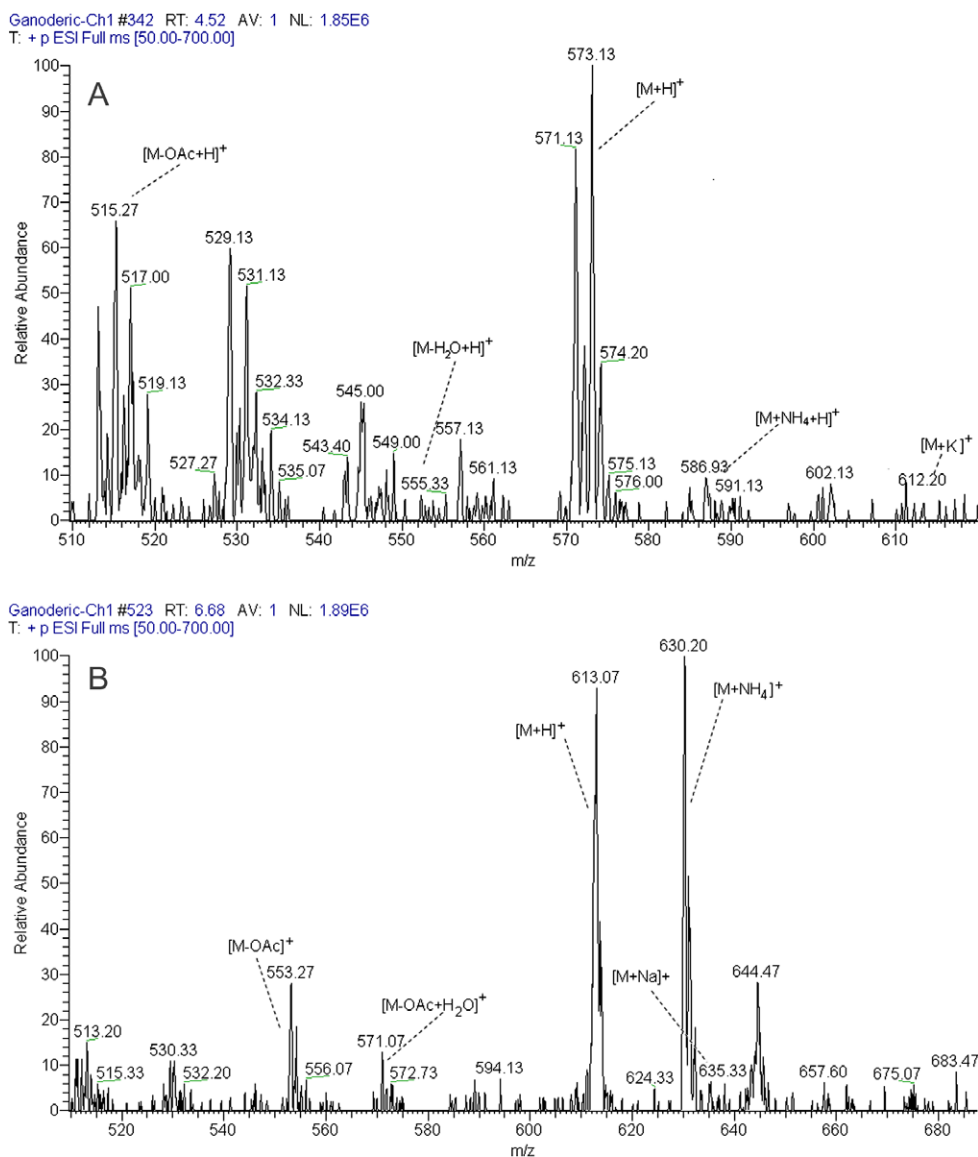 Ganoderic-Ch1 #342 RT: 4.52 AV: 1 NL: 1.85E6
T: + p ESI Full ms [50.00-700.00]
A
573.13
[M+H]+
571.13
[M-OAc+H]+
515.27
529.13
517.00
531.13
[M-H2O+H]+
574.20
519.13
532.33
545.00
[M+NH4+H]+
534.13
557.13
[M+K]+
543.40
549.00
527.27
535.07
555.33
561.13
575.13
576.00
586.93
591.13
602.13
612.20
Relative Abundance
100
90
80
70
60
50
40
30
20
10
0
510 520 530 540 550 560 570 580 590 600 610
m/z
Ganoderic-Ch1 #523 RT: 6.68 AV: 1 NL: 1.89E6
T: + p ESI Full ms [50.00-700.00]
B
630.20
613.07
[M+NH4]+
[M+H]+
[M-OAc]+
553.27
[M-OAc+H2O]+
[M+Na]+
644.47
513.20
530.33
571.07
515.33
532.20
556.07
572.73
594.13
624.33
635.33
657.60
675.07
683.47
Relative Abundance
100
90
80
70
60
50
40
30
20
10
0
520 540 560 580 600 620 640 660 680
m/z